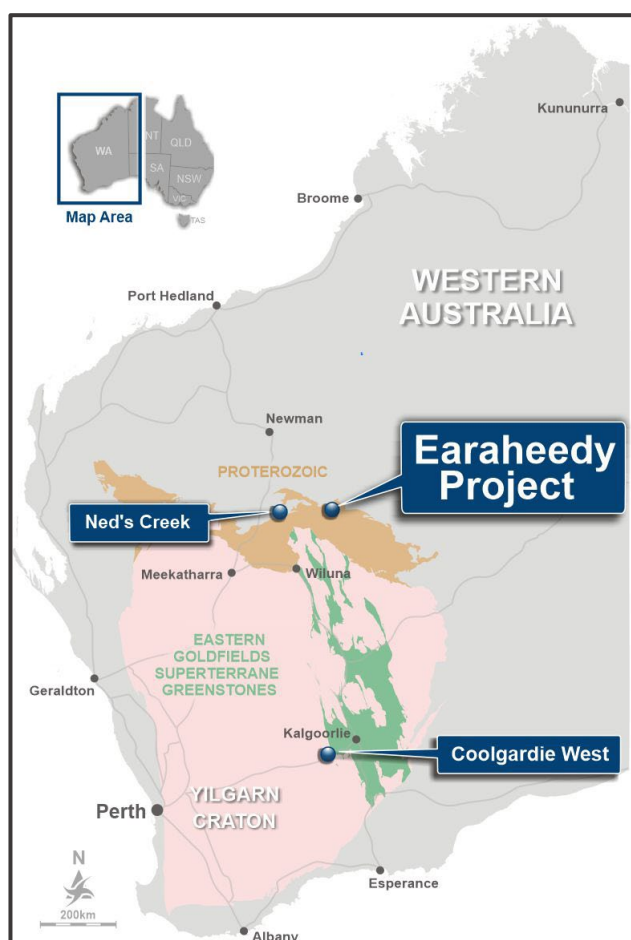 Kununurra
WA
NT
QLD
SA
NSW
VIC
TAS
Map Area
Broome
WESTERN
AUSTRALIA
Port Hedland
Newman
Earaheedy
Project
PROTEROZOIC
Ned's Creek
Meekatharra
Wiluna
EASTERN
GOLDFIELDS
SUPERTERRANE
GREENSTONES
Geraldton
Kalgoorlie
Coolgardie West
YILGARN
CRATON
Perth
N
200km
Esperance
Albany